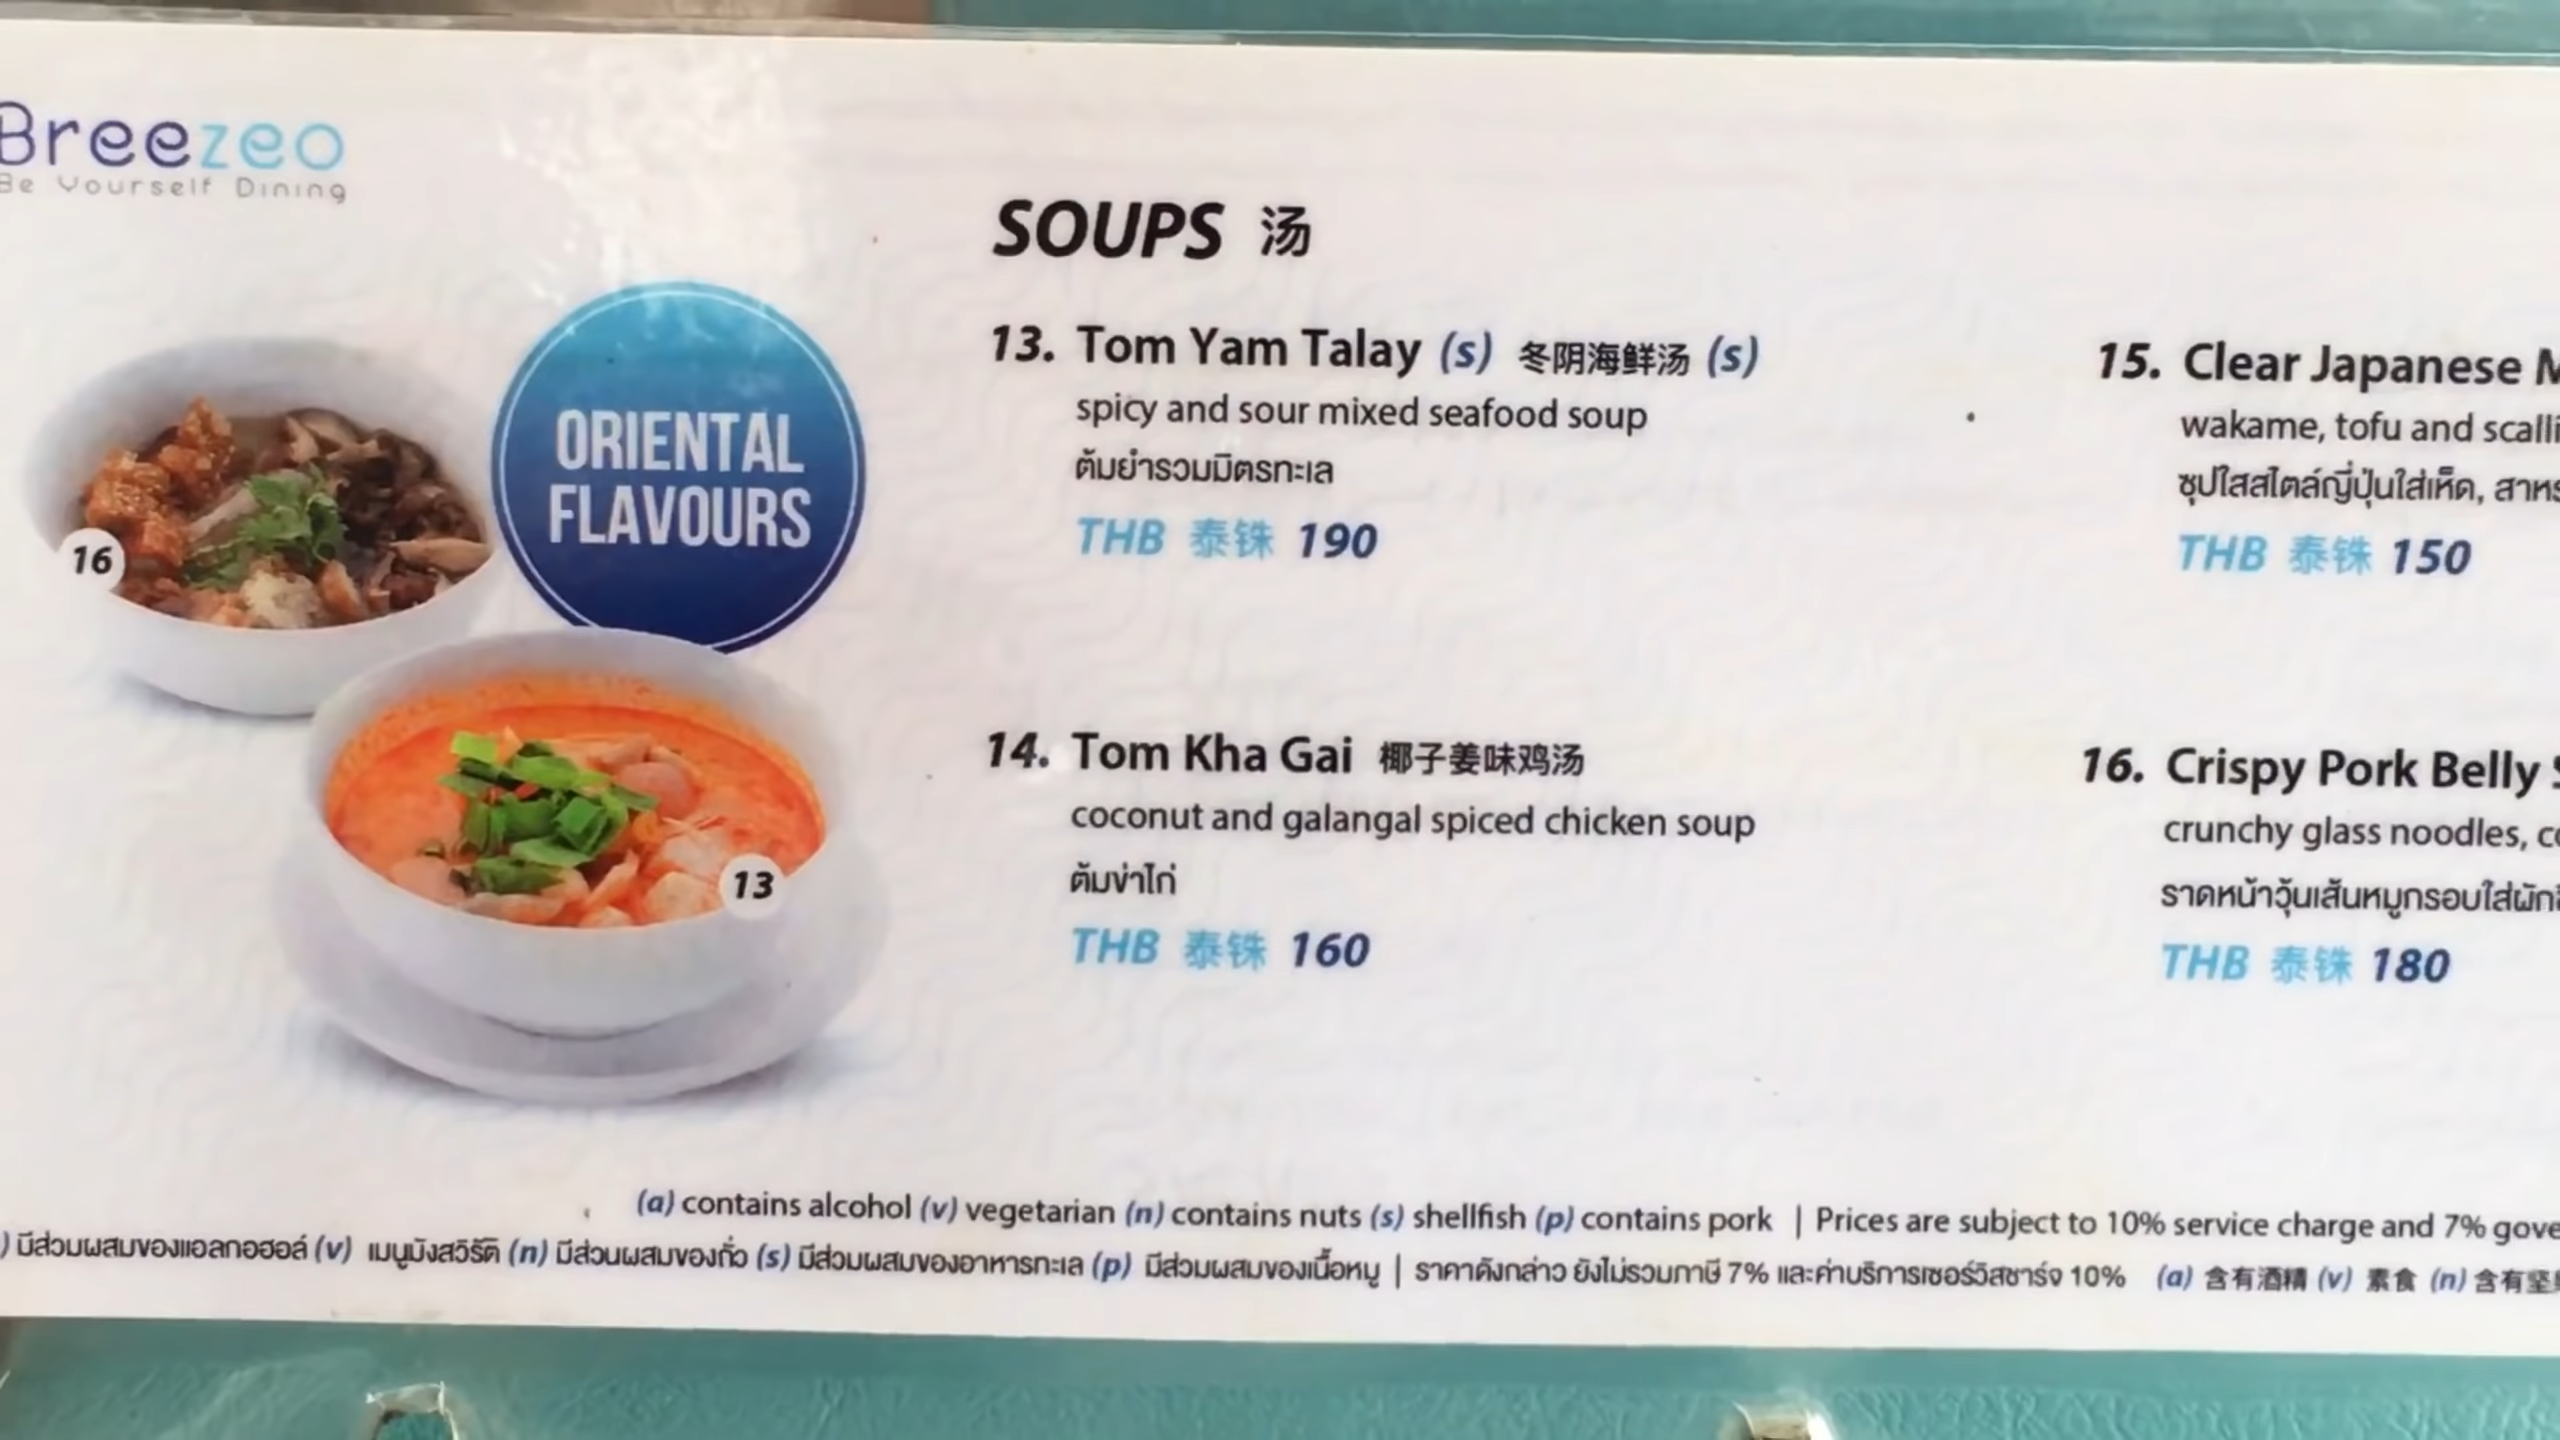 Breezeo
Be Yourself Dining
ORIENTAL
FLAVOURS
16
13
SOUPS 汤
13. Tom Yam Talay (s) 冬阴海鲜汤 (s)
spicy and sour mixed seafood soup
ต้มยำรวมมิตรทะเล
THB 泰铢 190
14. Tom Kha Gai 椰子姜味鸡汤
coconut and galangal spiced chicken soup
ต้มข่าไก่
THB 泰铢 160
15. Clear Japanese
wakame, tofu and
ซุปใสสไตล์ญี่ปุ่นใส่เห็ด,
THB 泰铢 150
16. Crispy Pork Belly
crunchy glass noodles,
ราดหน้าวุ้นเส้นหมูกรอบใส่ผัก
THB 泰铢 180
(a) contains alcohol (v) vegetarian (n) contains nuts (s) shellfish (p) contains pork | Prices are subject to 10% service charge and 7%
) มีส่วมผสมของแอลกอฮอล์ (v) เมนูมังสวิรัติ (n) มีส่วนผสมของถั่ว (s) มีส่วมผสมของอาหารทะเล (p) มีส่วมผสมของเนื้อหมู | ราคาดังกล่าว ยังไม่รวมภาษี 7% และค่าบริการเซอร์วิสชาร์จ 10% (a) 含有酒精 (v) 素食 (n) 含有坚